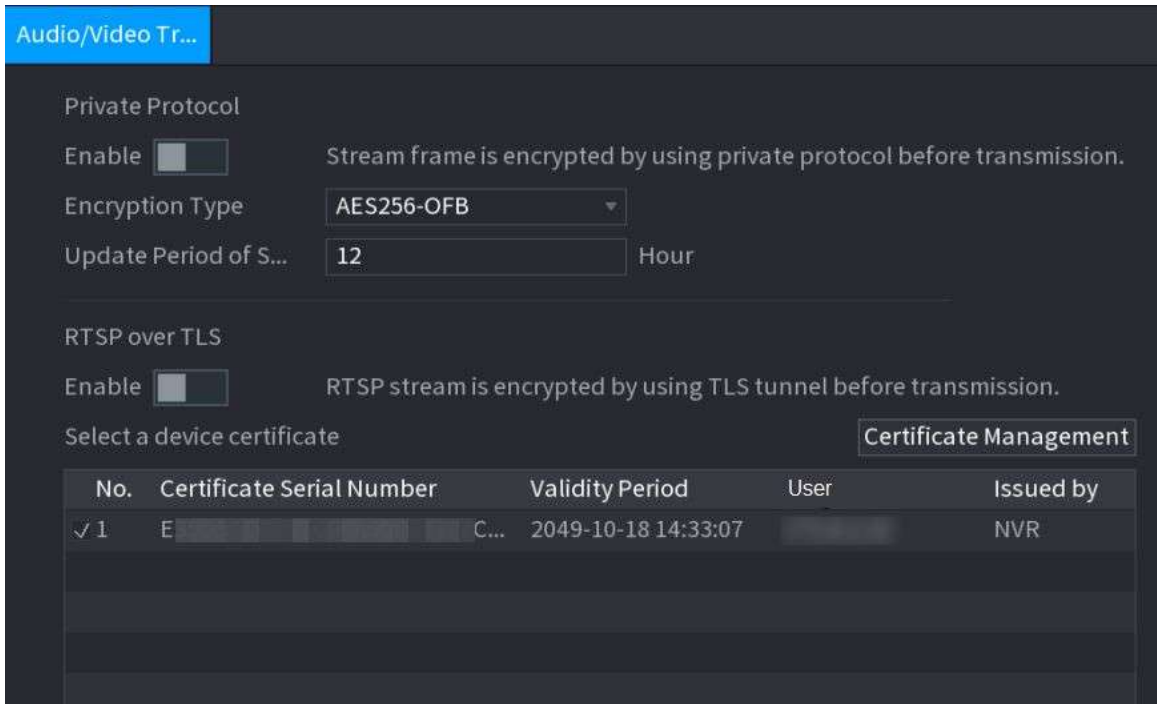 Audio/Video Tr...
Private Protocol
Enable Stream frame is encrypted by using private protocol before transmission.
Encryption Type AES256-OFB
Update Period of S... 12 Hour
RTSP over TLS
Enable RTSP stream is encrypted by using TLS tunnel before transmission.
Select a device certificate Certificate Management
No. Certificate Serial Number Validity Period User Issued by
1 E C... 2049-10-18 14:33:07 NVR